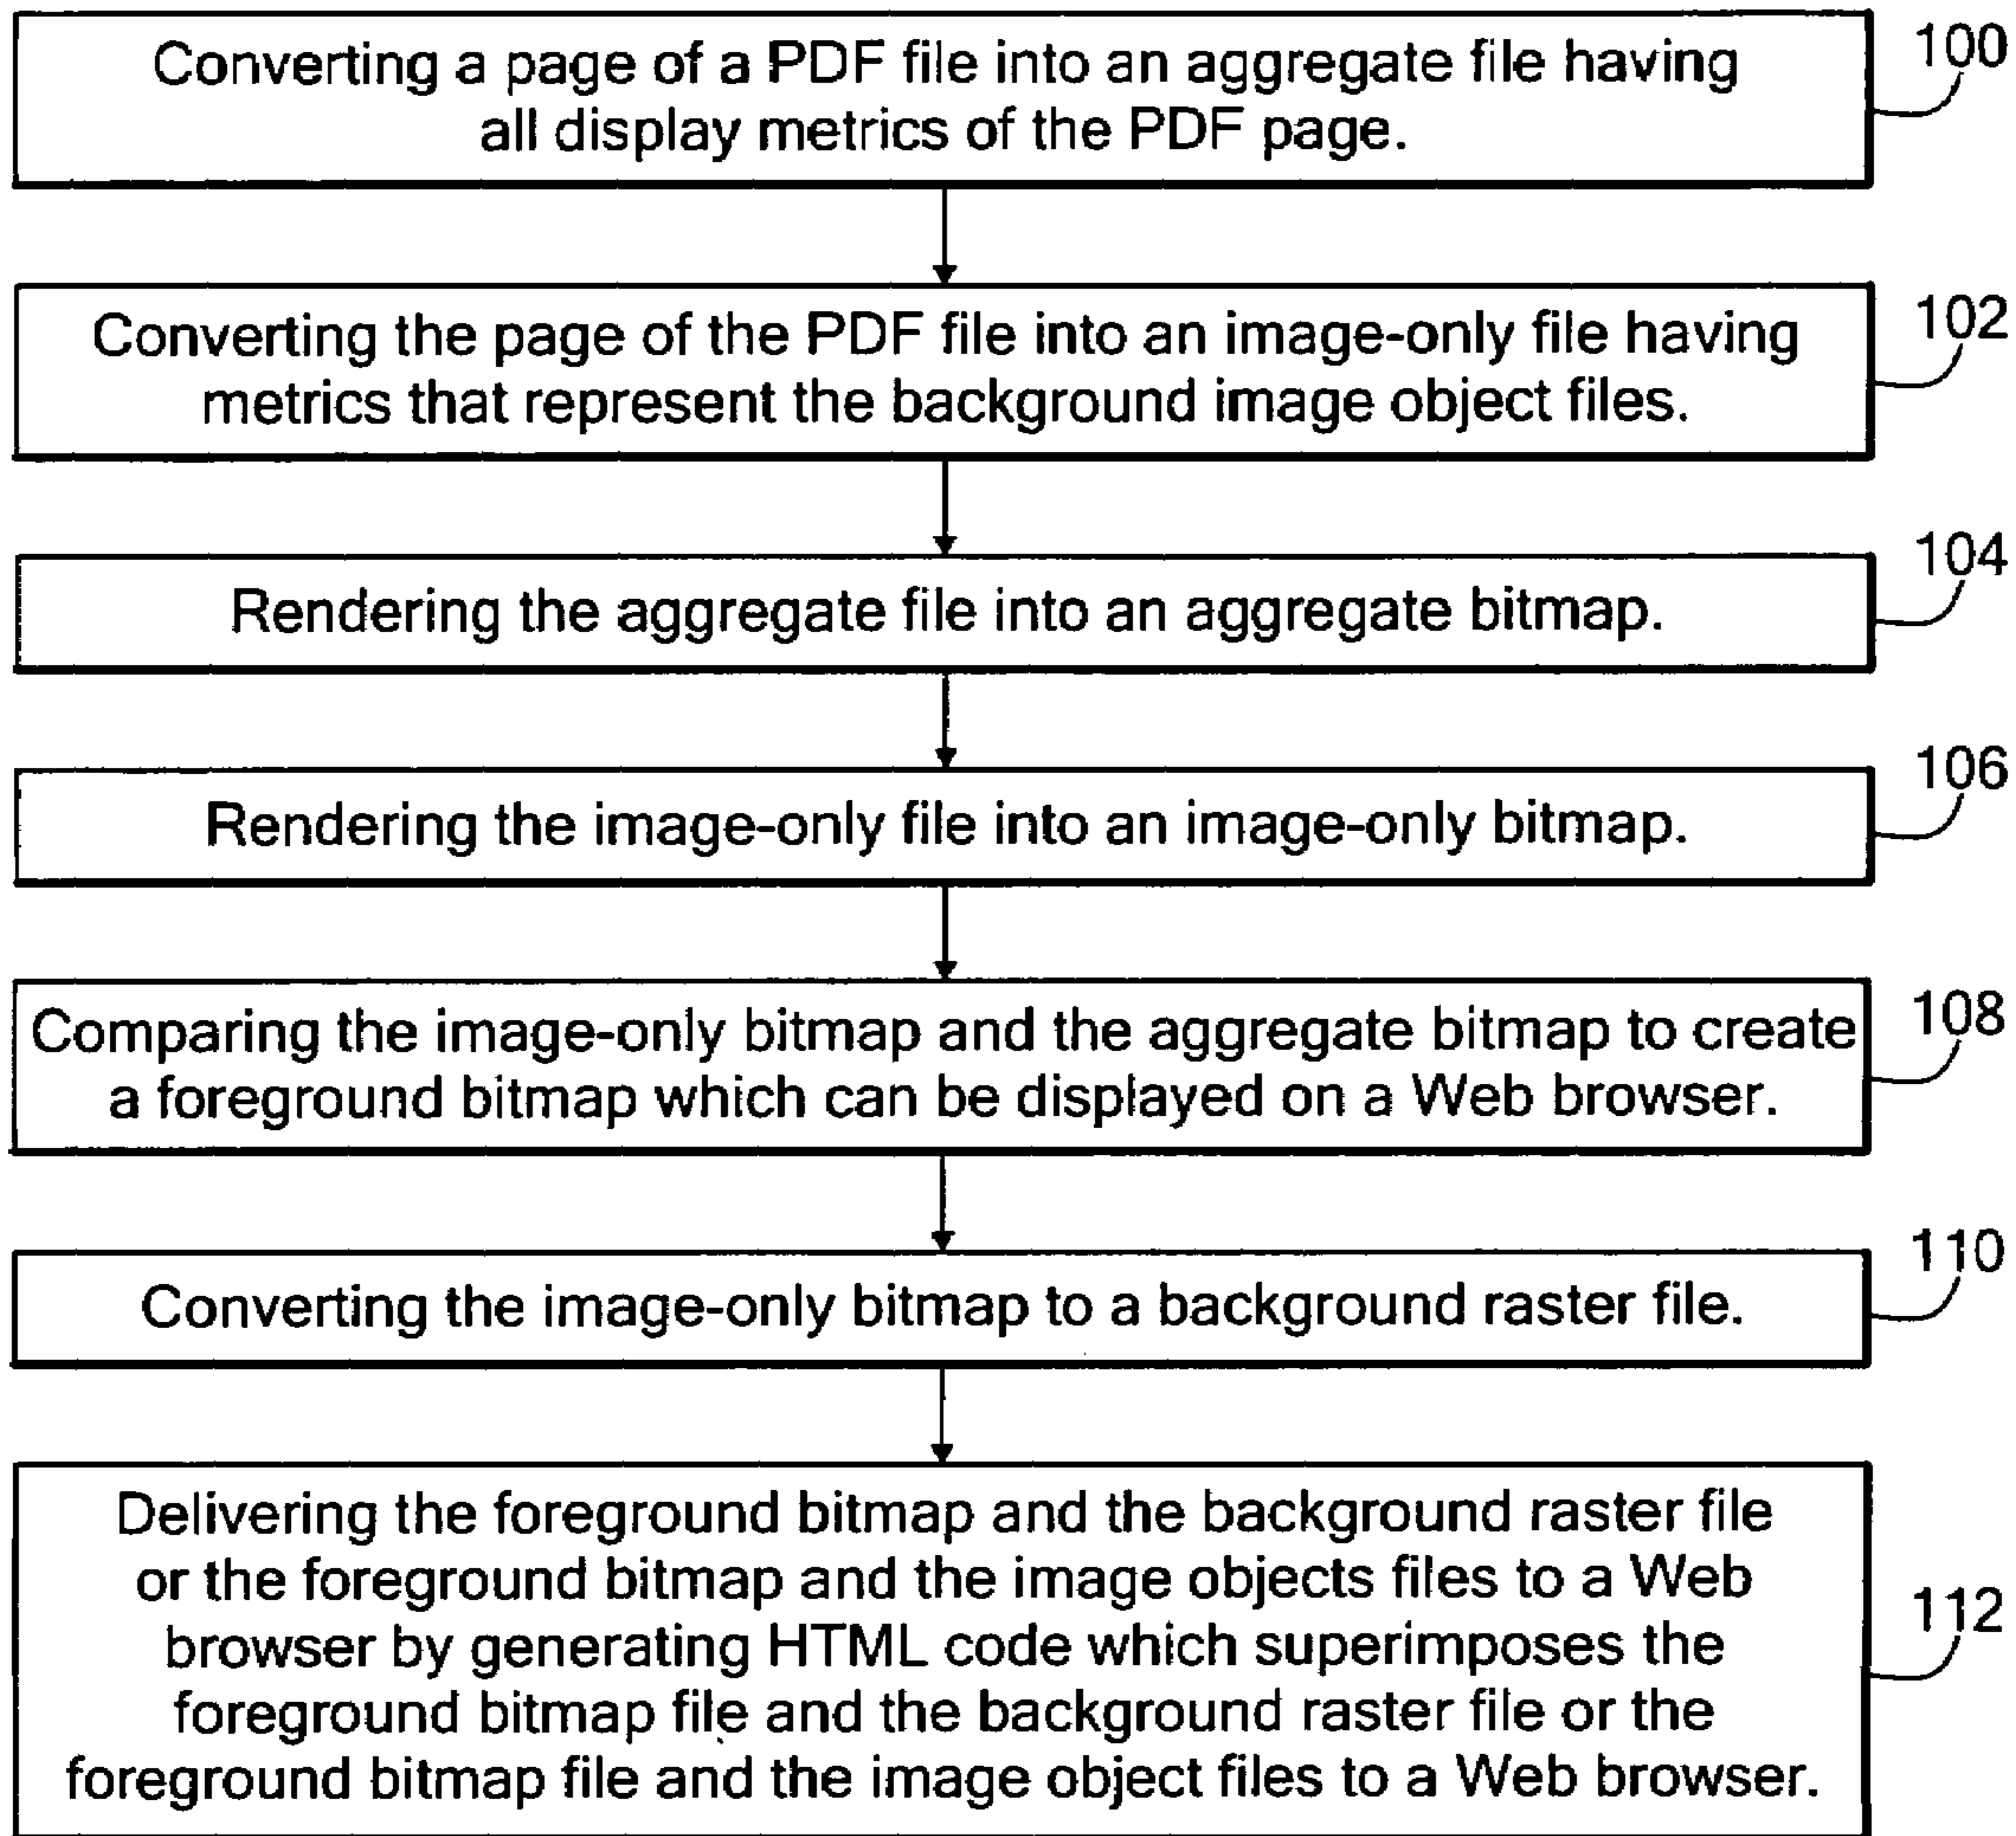 Converting a page of a PDF file into an aggregate file having
all display metrics of the PDF page.
100
Converting the page of the PDF file into an image-only file having
metrics that represent the background image object files.
102
Rendering the aggregate file into an aggregate bitmap.
104
Rendering the image-only file into an image-only bitmap.
106
Comparing the image-only bitmap and the aggregate bitmap to create
a foreground bitmap which can be displayed on a Web browser.
108
Converting the image-only bitmap to a background raster file.
110
Delivering the foreground bitmap and the background raster file
or the foreground bitmap and the image objects files to a Web
browser by generating HTML code which superimposes the
foreground bitmap file and the background raster file or the
foreground bitmap file and the image object files to a Web browser.
112